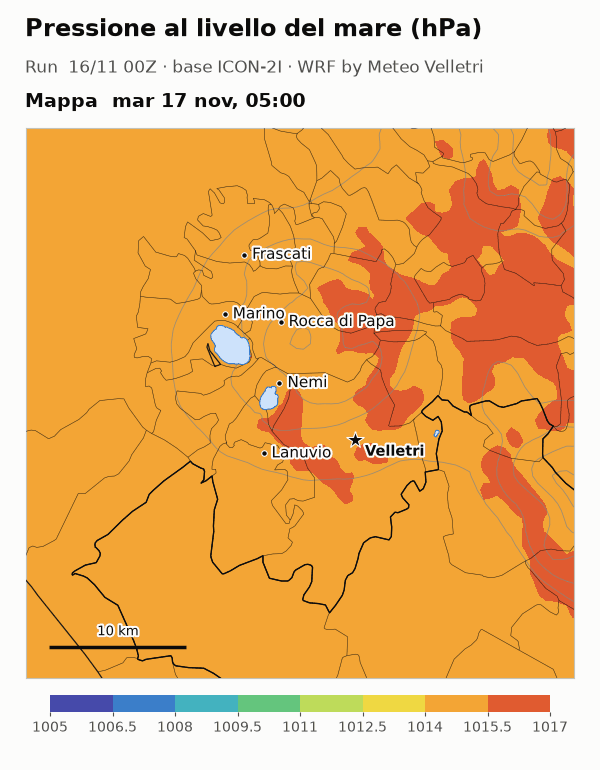 Pressione al livello del mare (hPa)
Run  16/11 00Z · base ICON-2I · WRF by Meteo Velletri
Mappa  mar 17 nov, 05:00
Frascati
Marino
Rocca di Papa
Nemi
Velletri
Lanuvio
10 km
1005 1006.5 1008 1009.5 1011 1012.5 1014 1015.5 1017